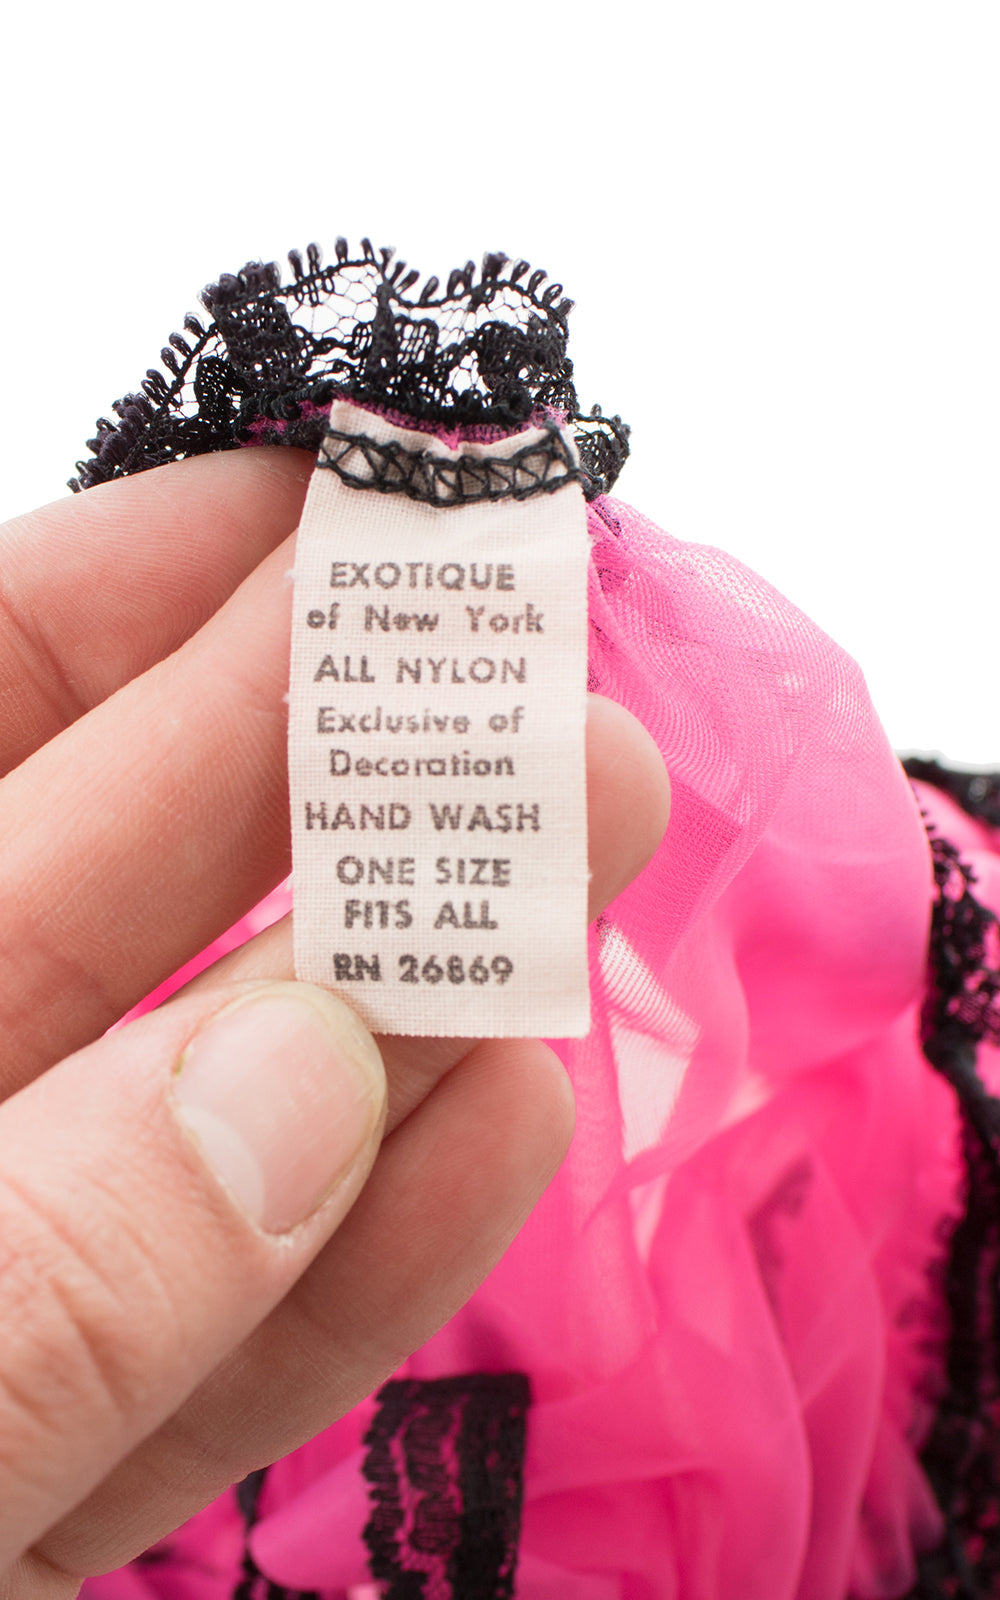 EXOTIQUE
of New York
ALL NYLON
Exclusive of
Decoration
HAND WASH
ONE SIZE
FITS ALL
RN 26869